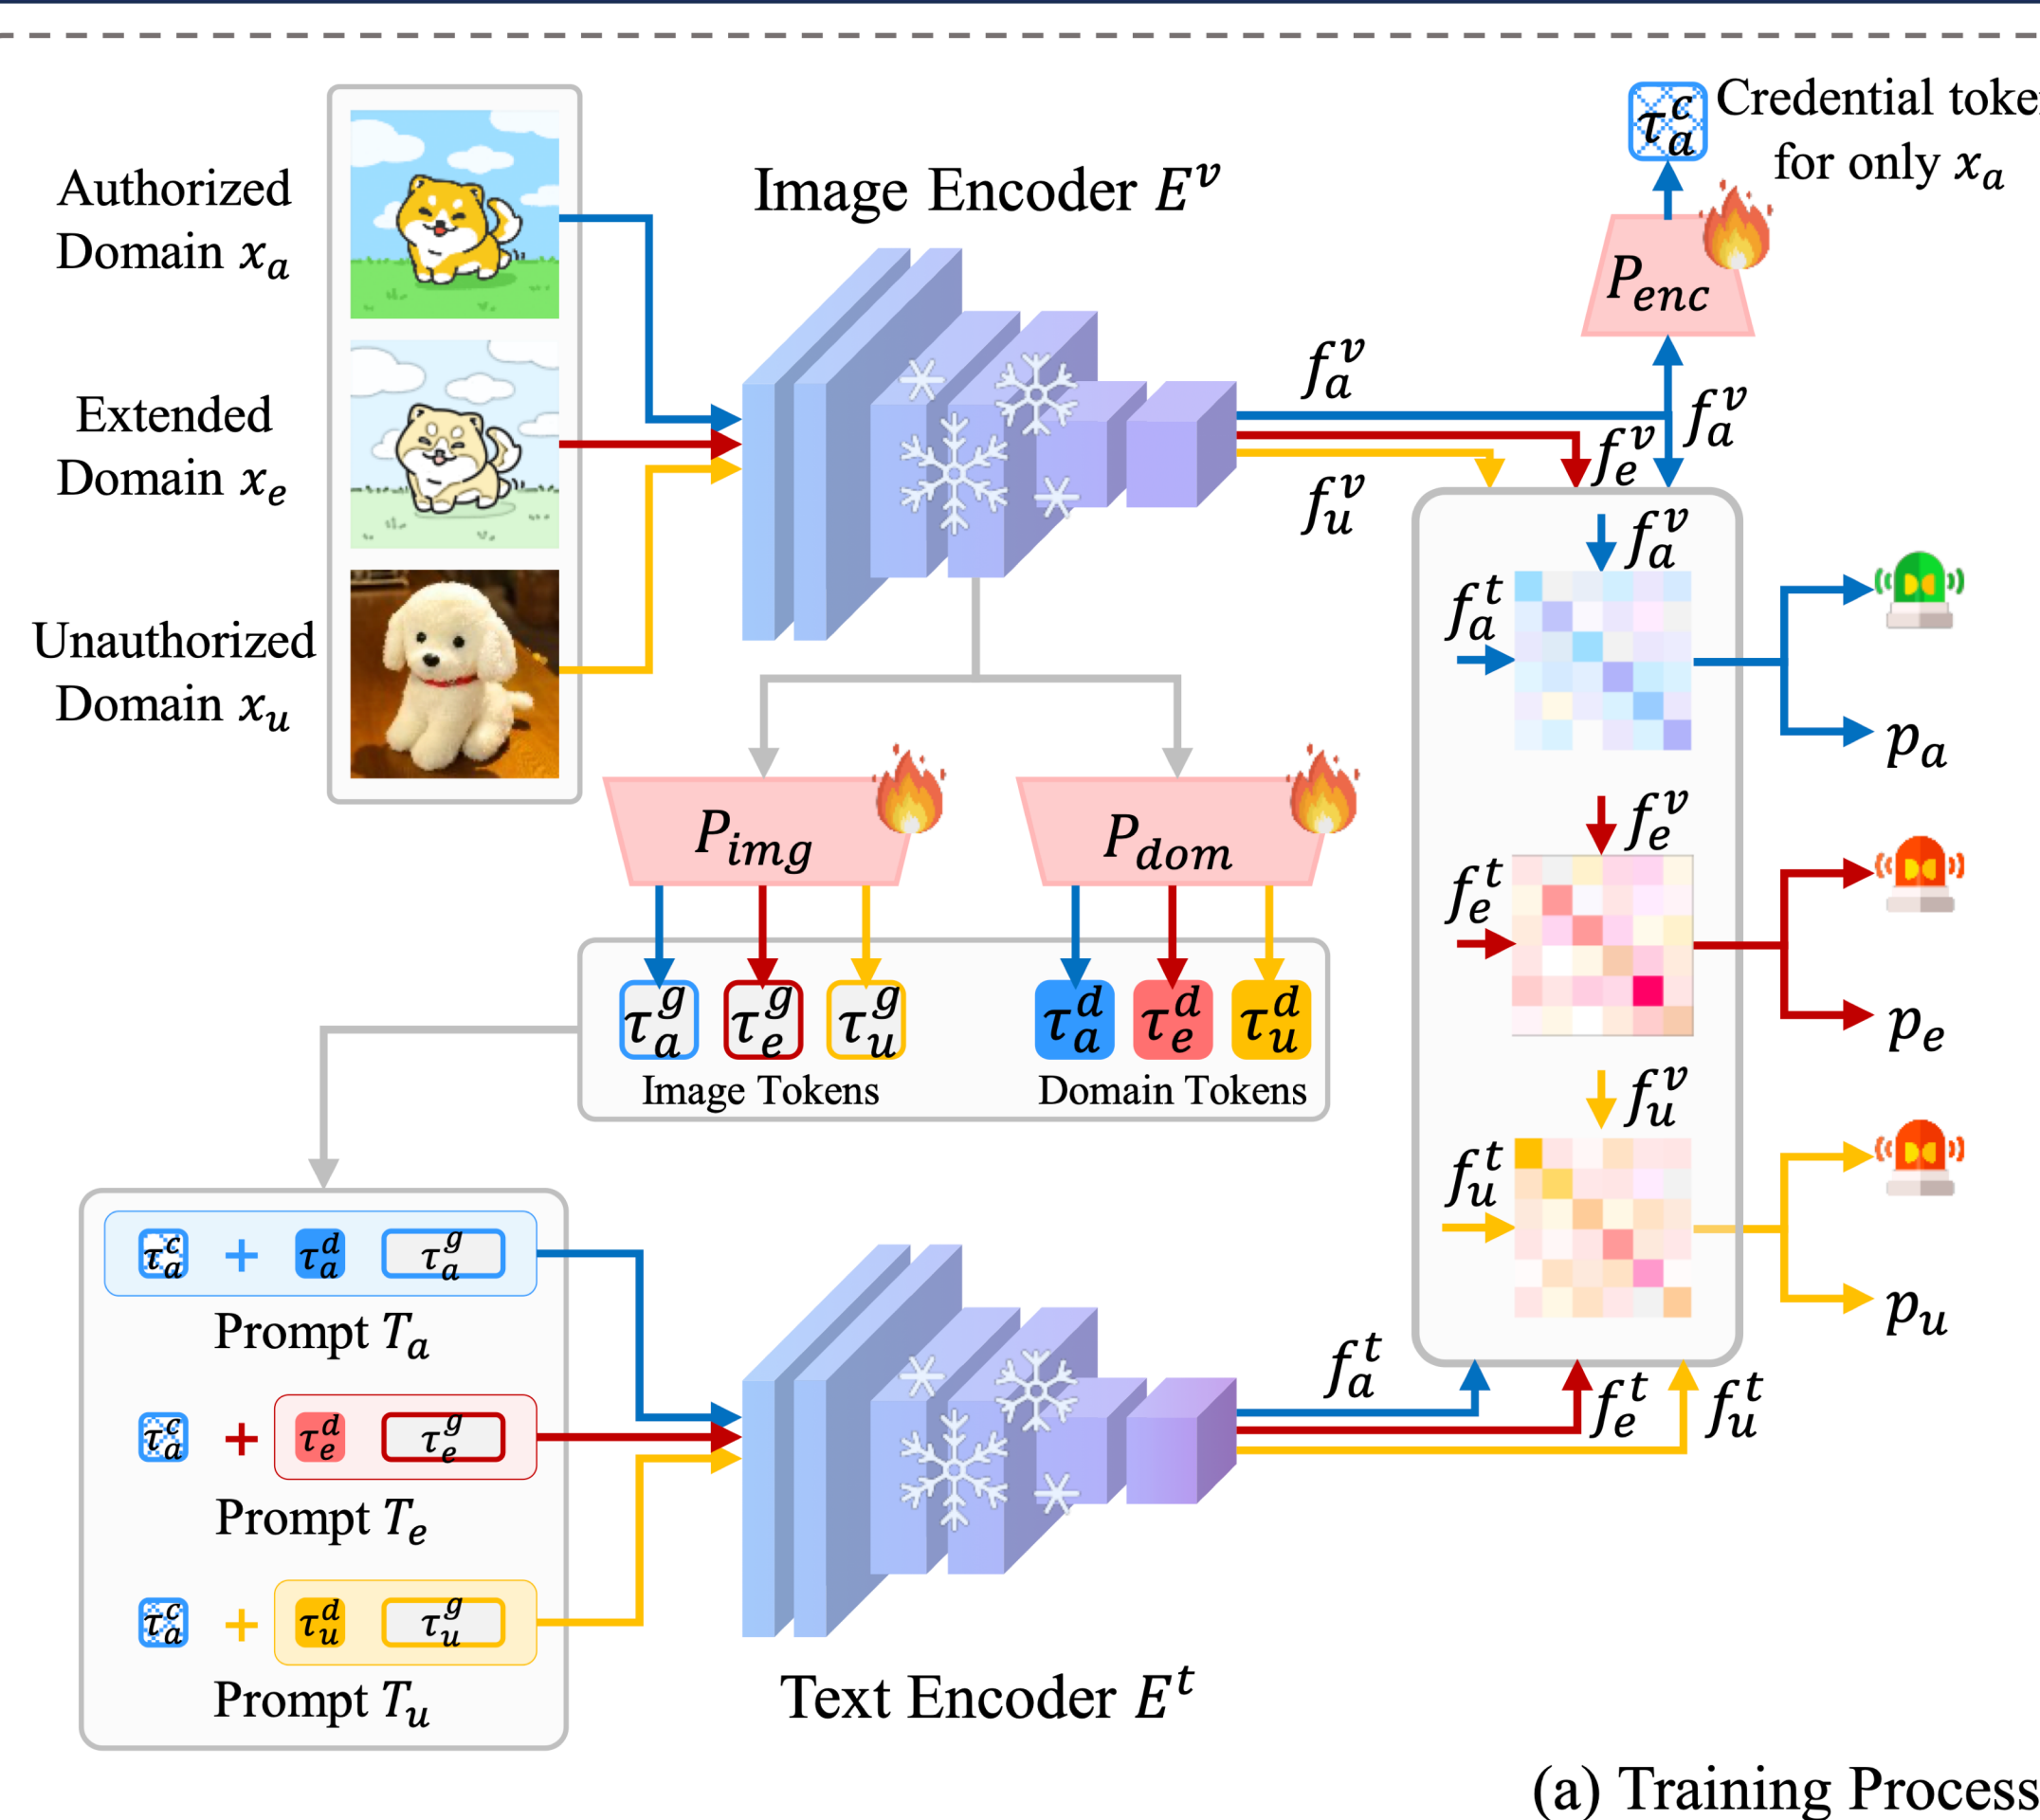 Authorized
Domain x_a
Extended
Domain x_e
Unauthorized
Domain x_u
Image Encoder E^v
τ_a^c
Credential toke
for only x_a
P_enc
f_a^v
f_a^v
f_e^v
f_u^v
f_a^v
f_a^t
p_a
f_e^v
f_e^t
p_e
f_u^v
f_u^t
p_u
P_img
P_dom
τ_a^g τ_e^g τ_u^g
τ_a^d τ_e^d τ_u^d
Image Tokens
Domain Tokens
τ_a^c + τ_a^d τ_a^g
Prompt T_a
τ_a^c + τ_e^d τ_e^g
Prompt T_e
τ_a^c + τ_u^d τ_u^g
Prompt T_u
Text Encoder E^t
f_a^t
f_e^t
f_u^t
(a) Training Process